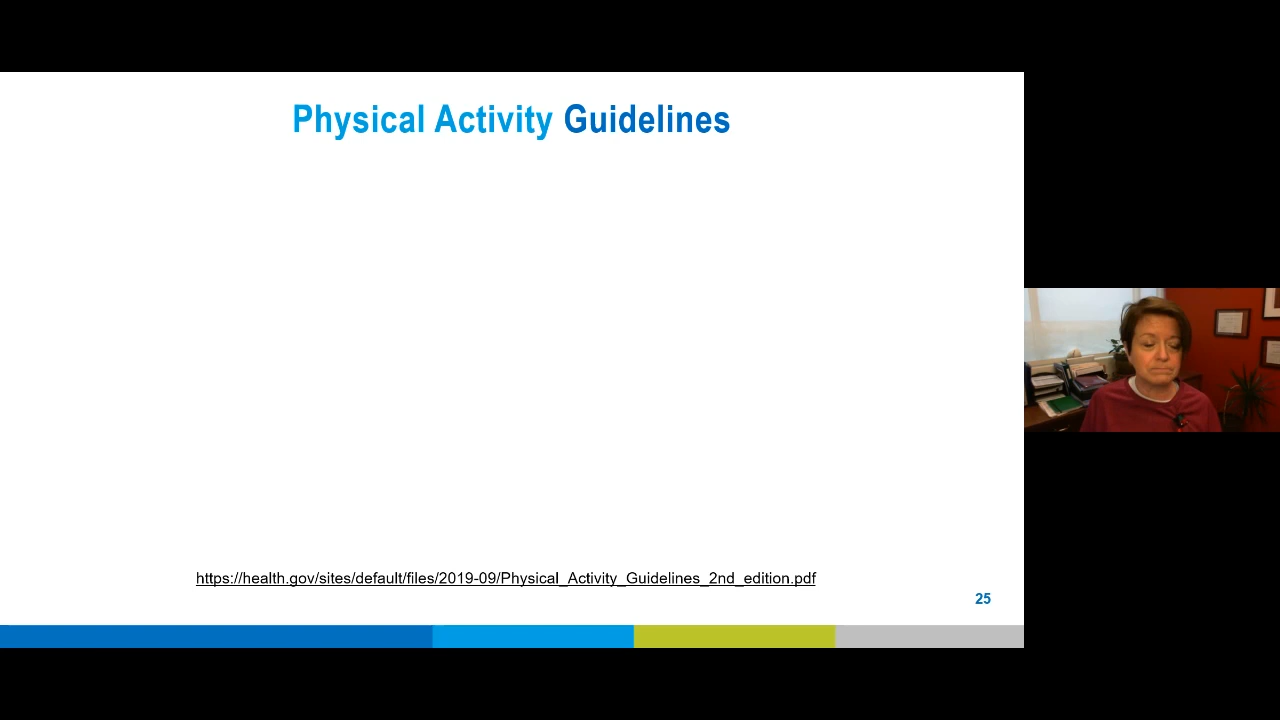 Physical Activity Guidelines
https://health.gov/sites/default/files/2019-09/Physical_Activity_Guidelines_2nd_edition.pdf
25